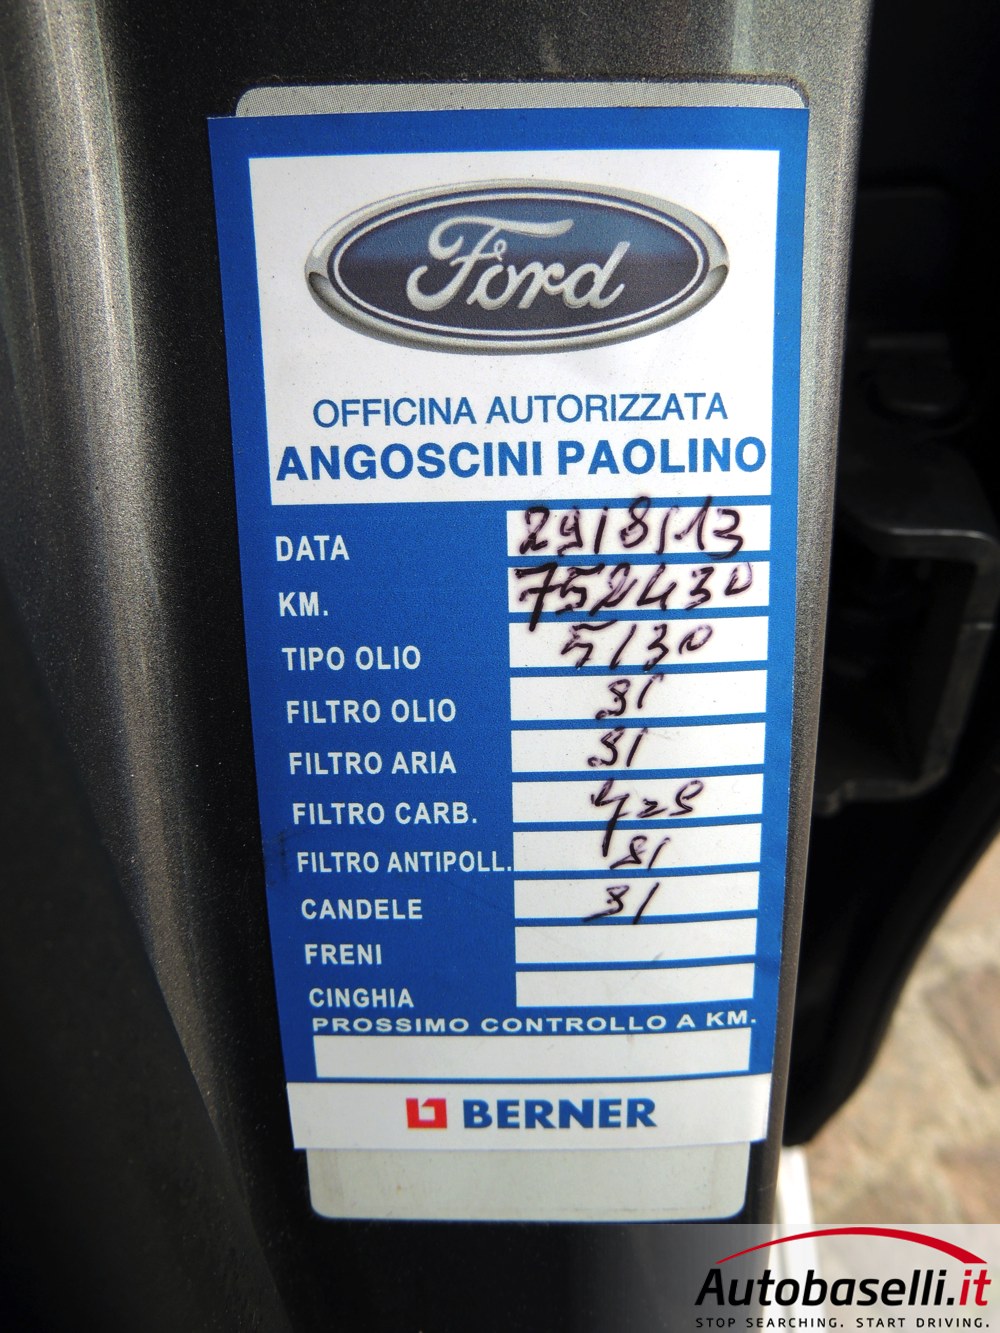 Ford
OFFICINA AUTORIZZATA
ANGOSCINI PAOLINO
DATA 29/8/13
KM.
TIPO OLIO 5/30
FILTRO OLIO SI
FILTRO ARIA SI
FILTRO CARB.
FILTRO ANTIPOLL. SI
CANDELE SI
FRENI
CINGHIA
PROSSIMO CONTROLLO A KM.
BERNER
Autobaselli.it
STOP SEARCHING. START DRIVING.